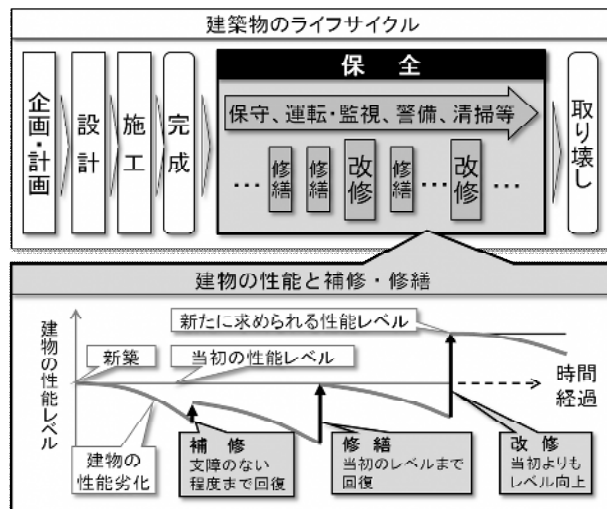 建築物のライフサイクル
企画・計画
設計
施工
完成
保全
保守、運転・監視、警備、清掃等
…
修繕
修繕
改修
修繕
…
改修
…
取り壊し
建物の性能と補修・修繕
建物の性能レベル
新たに求められる性能レベル
新築
当初の性能レベル
時間
経過
建物の
性能劣化
補修
支障のない
程度まで回復
修繕
当初のレベルまで
回復
改修
当初よりも
レベル向上